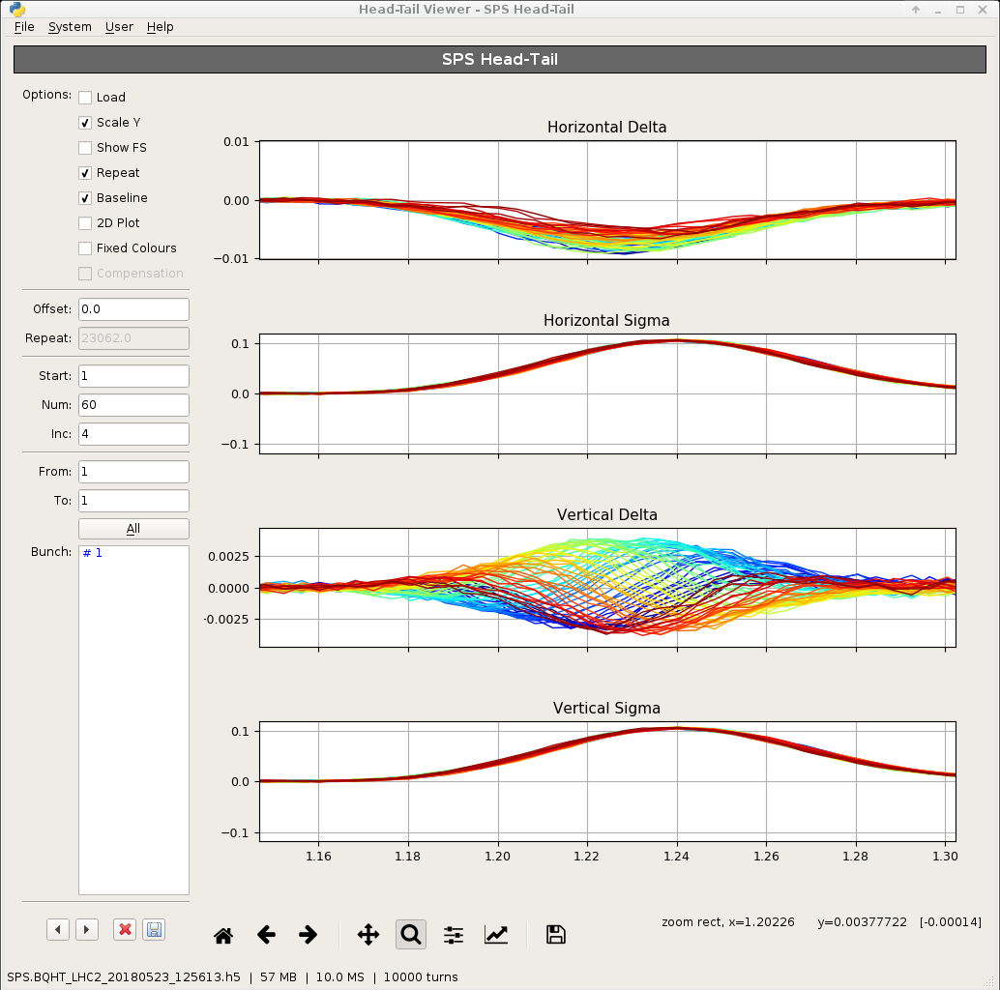 Head-Tail Viewer - SPS Head-Tail
File System User Help
SPS Head-Tail
Options:
Load
Scale Y
Show FS
Repeat
Baseline
2D Plot
Fixed Colours
Compensation
Offset: 0.0
Repeat: 23062.0
Start: 1
Num: 60
Inc: 4
From: 1
To: 1
All
Bunch: # 1
Horizontal Delta
0.01
0.00
−0.01
Horizontal Sigma
0.1
0.0
−0.1
Vertical Delta
0.0025
0.0000
-0.0025
Vertical Sigma
0.1
0.0
−0.1
1.16 1.18 1.20 1.22 1.24 1.26 1.28 1.30
zoom rect, x=1.20226 y=0.00377722 [-0.00014]
SPS.BQHT_LHC2_20180523_125613.h5 | 57 MB | 10.0 MS | 10000 turns